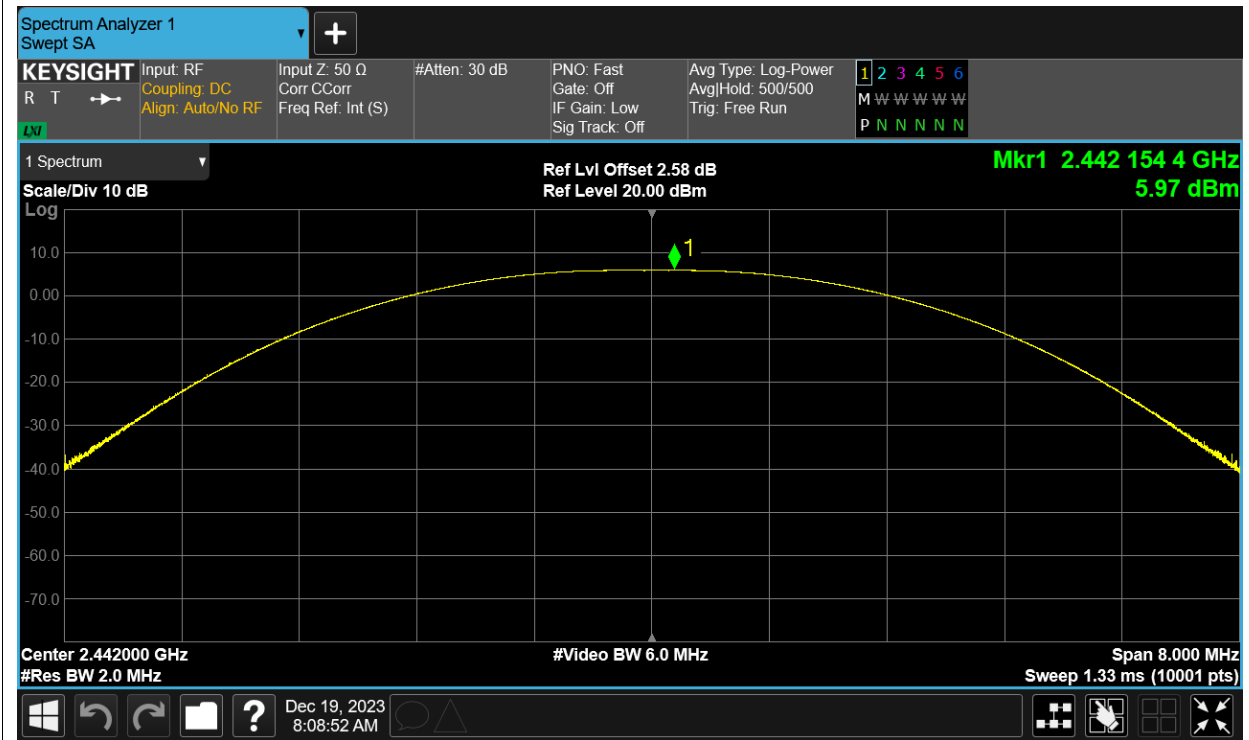 Spectrum Analyzer 1
Swept SA
KEYSIGHT
R T
LXI
Input: RF
Coupling: DC
Align: Auto/No RF
Input Z: 50 Ω
Corr CCorr
Freq Ref: Int (S)
#Atten: 30 dB
PNO: Fast
Gate: Off
IF Gain: Low
Sig Track: Off
Avg Type: Log-Power
Avg|Hold: 500/500
Trig: Free Run
1 2 3 4 5 6
M W W W W W
P N N N N N
1 Spectrum
Scale/Div 10 dB
Ref Lvl Offset 2.58 dB
Ref Level 20.00 dBm
Mkr1 2.442 154 4 GHz
5.97 dBm
Log
1
10.0
0.00
-10.0
-20.0
-30.0
-40.0
-50.0
-60.0
-70.0
Center 2.442000 GHz
#Res BW 2.0 MHz
#Video BW 6.0 MHz
Span 8.000 MHz
Sweep 1.33 ms (10001 pts)
?
Dec 19, 2023
8:08:52 AM